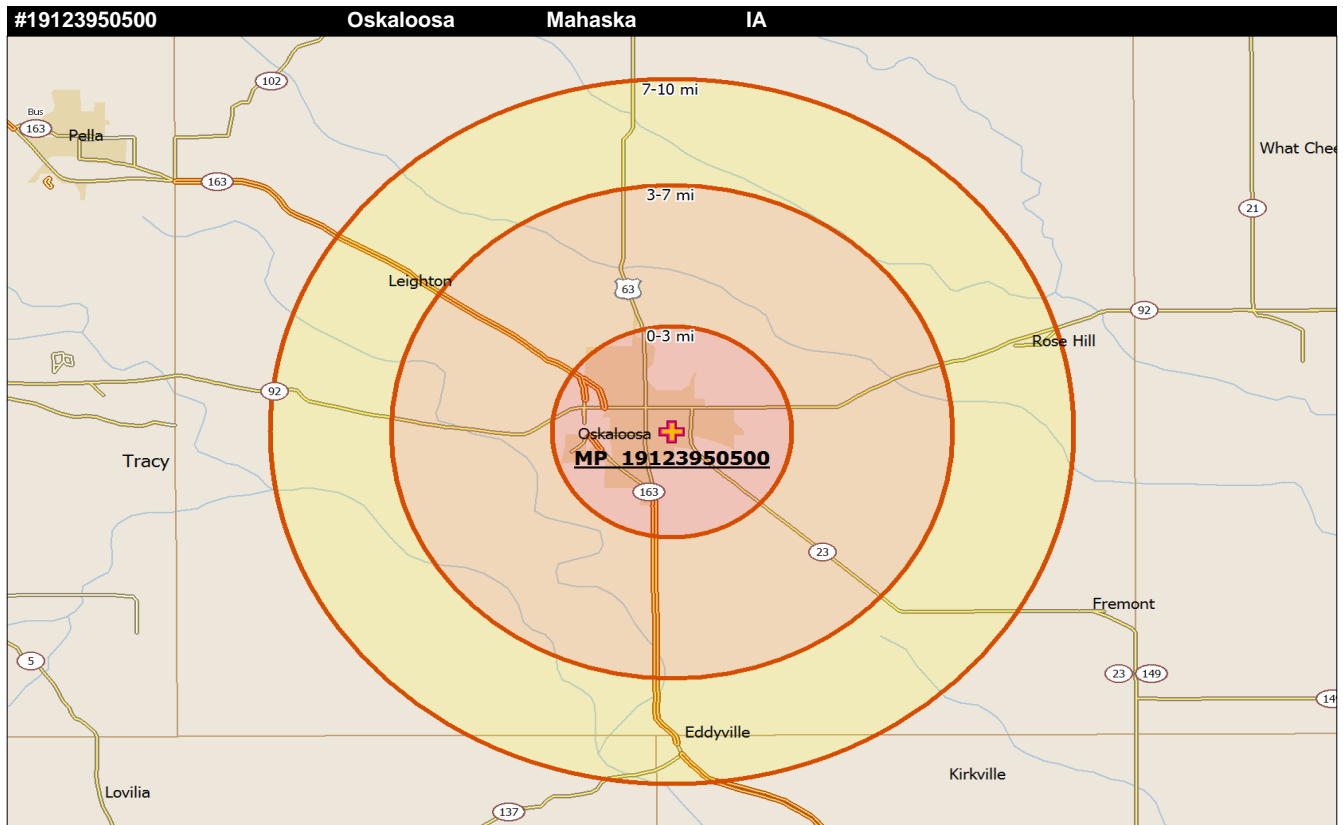 #19123950500 Oskaloosa Mahaska IA
102
7-10 mi
Bus
163
Pella
What Chee
163
3-7 mi
21
Leighton
63
92
0-3 mi
Rose Hill
92
Oskaloosa
MP 19123950500
Tracy
163
23
Fremont
5
23 149
14
Eddyville
Kirkville
Lovilia
137